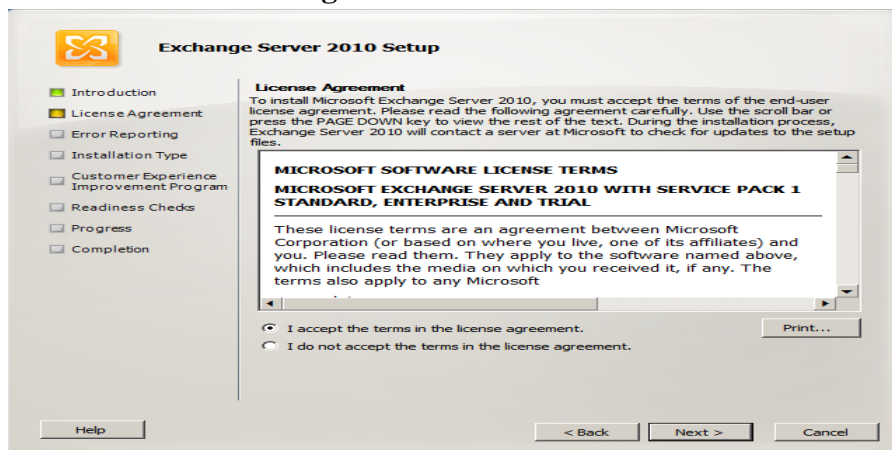 Exchange Server 2010 Setup
Introduction
License Agreement
Error Reporting
Installation Type
Customer Experience
Improvement Program
Readiness Checks
Progress
Completion
License Agreement
To install Microsoft Exchange Server 2010, you must accept the terms of the end-user
license agreement. Please read the following agreement carefully. Use the scroll bar or
press the PAGE DOWN key to view the rest of the text. During the installation process,
Exchange Server 2010 will contact a server at Microsoft to check for updates to the setup
files.
MICROSOFT SOFTWARE LICENSE TERMS
MICROSOFT EXCHANGE SERVER 2010 WITH SERVICE PACK 1
STANDARD, ENTERPRISE AND TRIAL
These license terms are an agreement between Microsoft
Corporation (or based on where you live, one of its affiliates) and
you. Please read them. They apply to the software named above,
which includes the media on which you received it, if any. The
terms also apply to any Microsoft
I accept the terms in the license agreement.
Print...
I do not accept the terms in the license agreement.
Help
< Back
Next >
Cancel